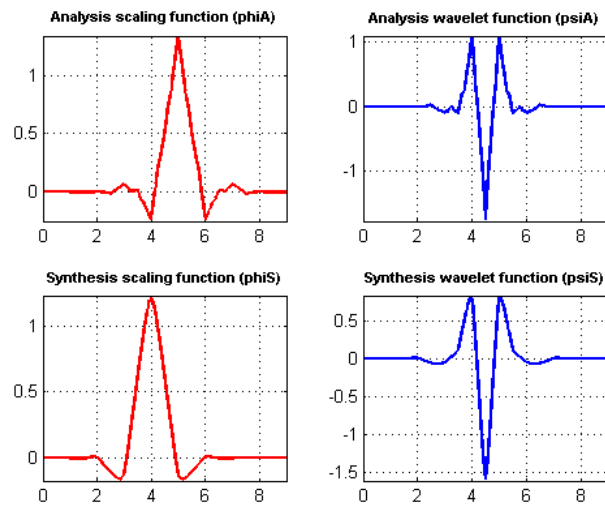 Analysis scaling function (phiA)
1
0.5
0
0 2 4 6 8
Analysis wavelet function (psiA)
1
0
-1
0 2 4 6 8
Synthesis scaling function (phiS)
1
0.5
0
0 2 4 6 8
Synthesis wavelet function (psiS)
0.5
0
-0.5
-1
-1.5
0 2 4 6 8